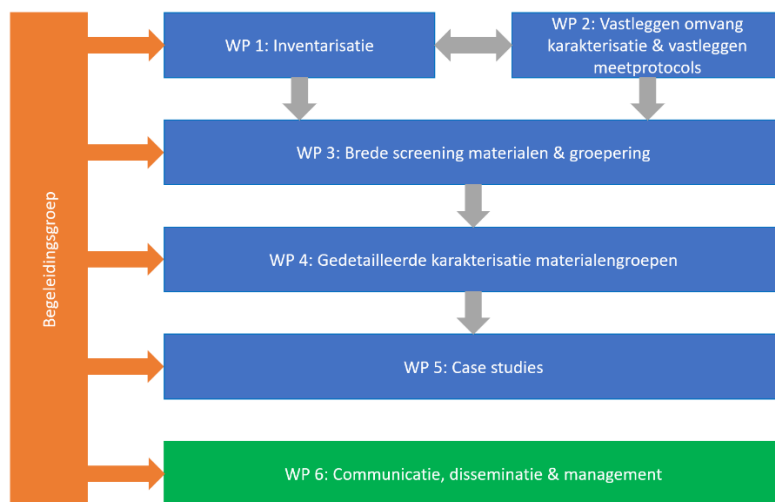 Begeleidingsgroep
WP 1: Inventarisatie
WP 2: Vastleggen omvang
karakterisatie & vastleggen
meetprotocols
WP 3: Brede screening materialen & groepering
WP 4: Gedetailleerde karakterisatie materialengroepen
WP 5: Case studies
WP 6: Communicatie, disseminatie & management